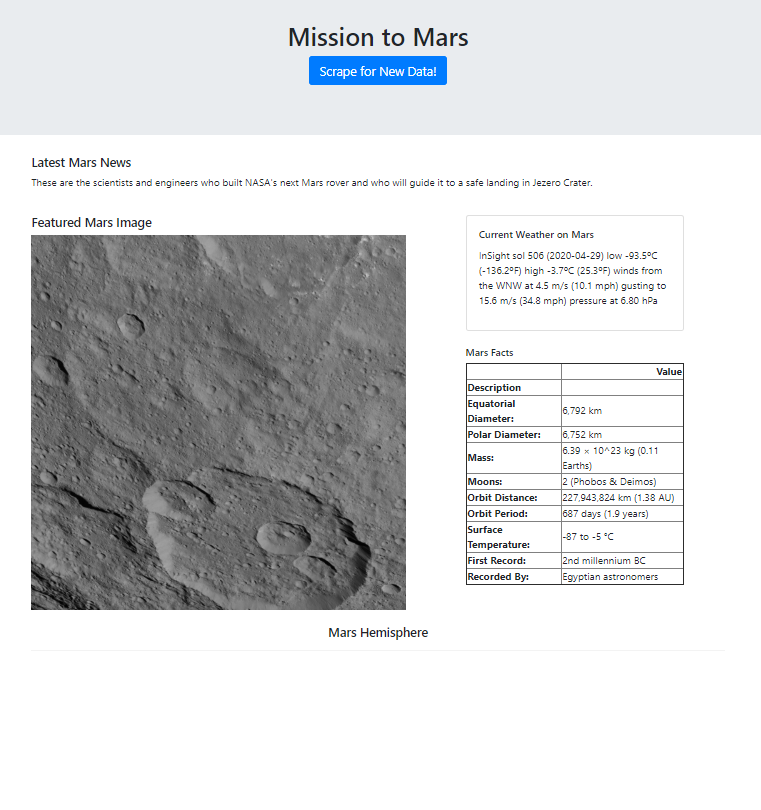 Mission to Mars
Scrape for New Data!
Latest Mars News
These are the scientists and engineers who built NASA's next Mars rover and who will guide it to a safe landing in Jezero Crater.
Featured Mars Image
Current Weather on Mars
InSight sol 506 (2020-04-29) low -93.5ºC
(-136.2ºF) high -3.7ºC (25.3ºF) winds from
the WNW at 4.5 m/s (10.1 mph) gusting to
15.6 m/s (34.8 mph) pressure at 6.80 hPa
Mars Facts
Value
Description
Equatorial
Diameter:
6,792 km
Polar Diameter: 6,752 km
Mass:
6.39 × 10^23 kg (0.11
Earths)
Moons: 2 (Phobos & Deimos)
Orbit Distance: 227,943,824 km (1.38 AU)
Orbit Period: 687 days (1.9 years)
Surface
Temperature:
-87 to -5 °C
First Record: 2nd millennium BC
Recorded By: Egyptian astronomers
Mars Hemisphere